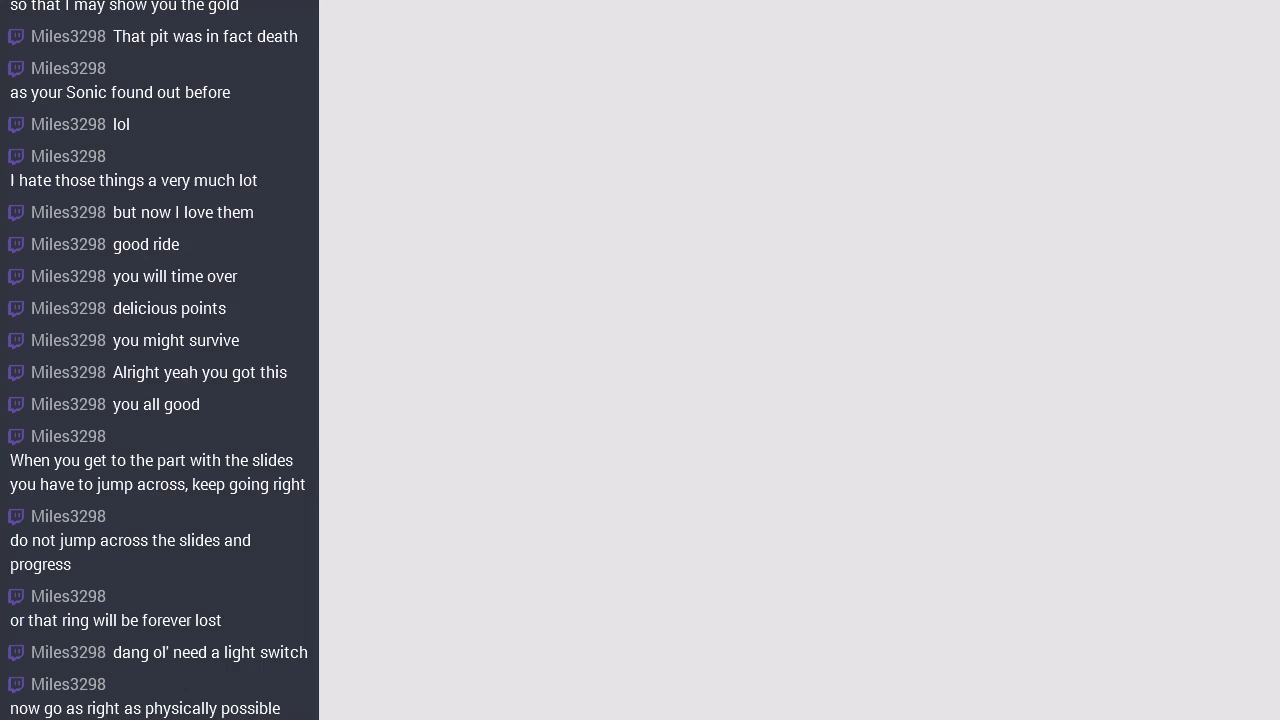 so that I may show you the gold
Miles3298 That pit was in fact death
Miles3298
as your Sonic found out before
Miles3298 lol
Miles3298
I hate those things a very much lot
Miles3298 but now I love them
Miles3298 good ride
Miles3298 you will time over
Miles3298 delicious points
Miles3298 you might survive
Miles3298 Alright yeah you got this
Miles3298 you all good
Miles3298
When you get to the part with the slides
you have to jump across, keep going right
Miles3298
do not jump across the slides and
progress
Miles3298
or that ring will be forever lost
Miles3298 dang ol' need a light switch
Miles3298
now go as right as physically possible